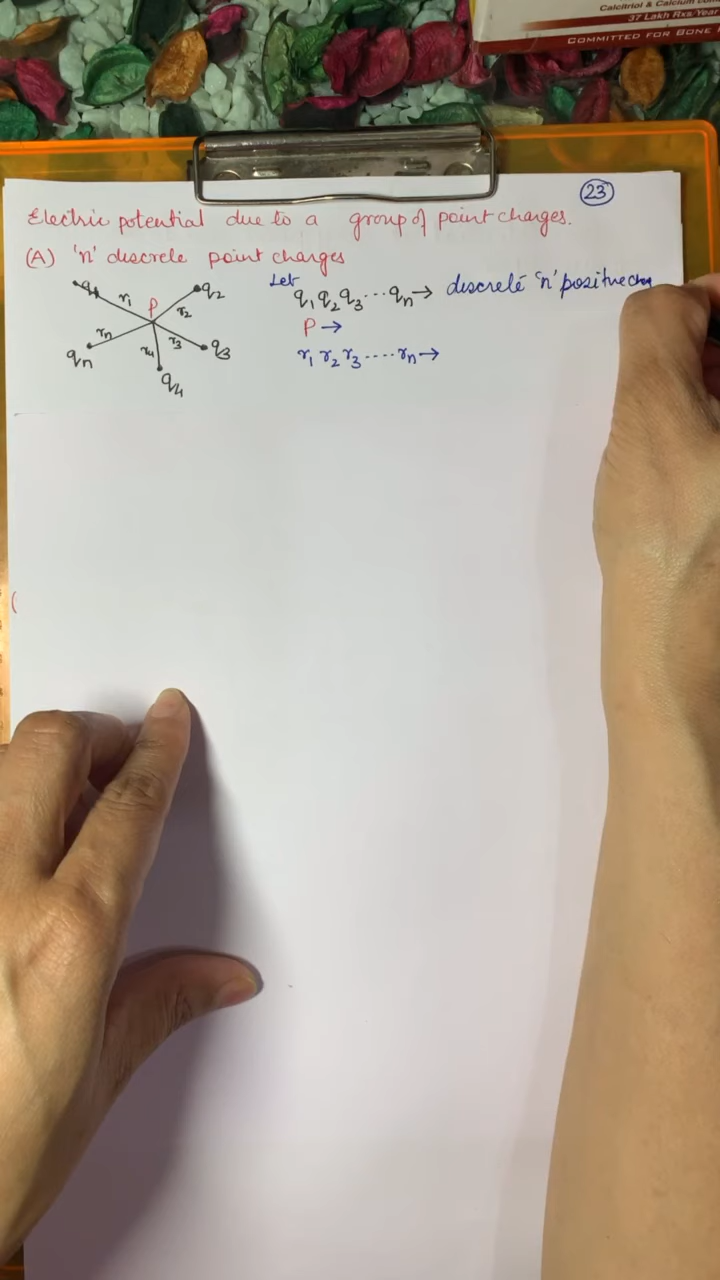 Calcitriol & Calcium
37 Lakh Rxs/Year
COMMITTED FOR BONE
23
Electric potential due to a group of point charges.
(A) 'n' discrete point charges
Let
q1 q2 q3 ... qn → discrete 'n' positive
P →
r1 r2 r3 ..... rn →
q1
r1
P
r2
q2
rn
r4
r3
q3
qn
q4
(